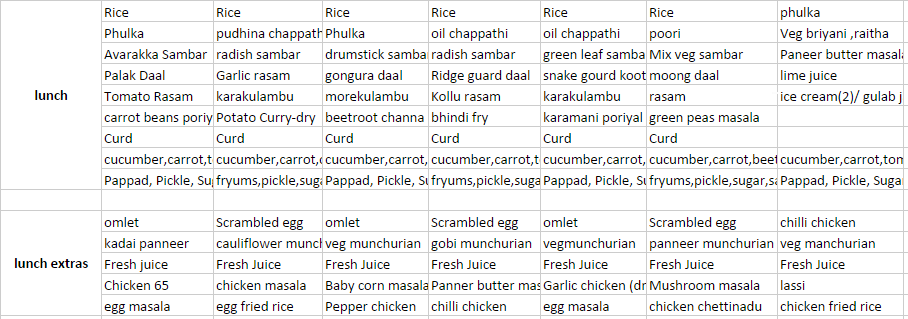 Rice Rice Rice Rice Rice Rice phulka
Phulka pudhina chappath Phulka oil chappathi oil chappathi poori Veg briyani ,raitha
Avarakka Sambar radish sambar drumstick samba radish sambar green leaf samba Mix veg sambar Paneer butter masal
Palak Daal Garlic rasam gongura daal Ridge guard daal snake gourd koot moong daal lime juice
lunch Tomato Rasam karakulambu morekulambu Kollu rasam karakulambu rasam ice cream(2)/ gulab j
carrot beans poriy Potato Curry-dry beetroot channa bhindi fry karamani poriyal green peas masala
Curd Curd Curd Curd Curd Curd
cucumber,carrot,t cucumber,carrot, cucumber,carrot, cucumber,carrot,t cucumber,carrot,t cucumber,carrot,beet cucumber,carrot,tom
Pappad, Pickle, Sug fryums,pickle,suga Pappad, Pickle, Su fryums,pickle,suga Pappad, Pickle, Su fryums,pickle,sugar,sa Pappad, Pickle, Sugar
omlet Scrambled egg omlet Scrambled egg omlet Scrambled egg chilli chicken
kadai panneer cauliflower munch veg munchurian gobi munchurian vegmunchurian panneer munchurian veg manchurian
lunch extras Fresh juice Fresh Juice Fresh Juice Fresh Juice Fresh Juice Fresh Juice Fresh Juice
Chicken 65 chicken masala Baby corn masala Panner butter mas Garlic chicken (dr Mushroom masala lassi
egg masala egg fried rice Pepper chicken chilli chicken egg masala chicken chettinadu chicken fried rice